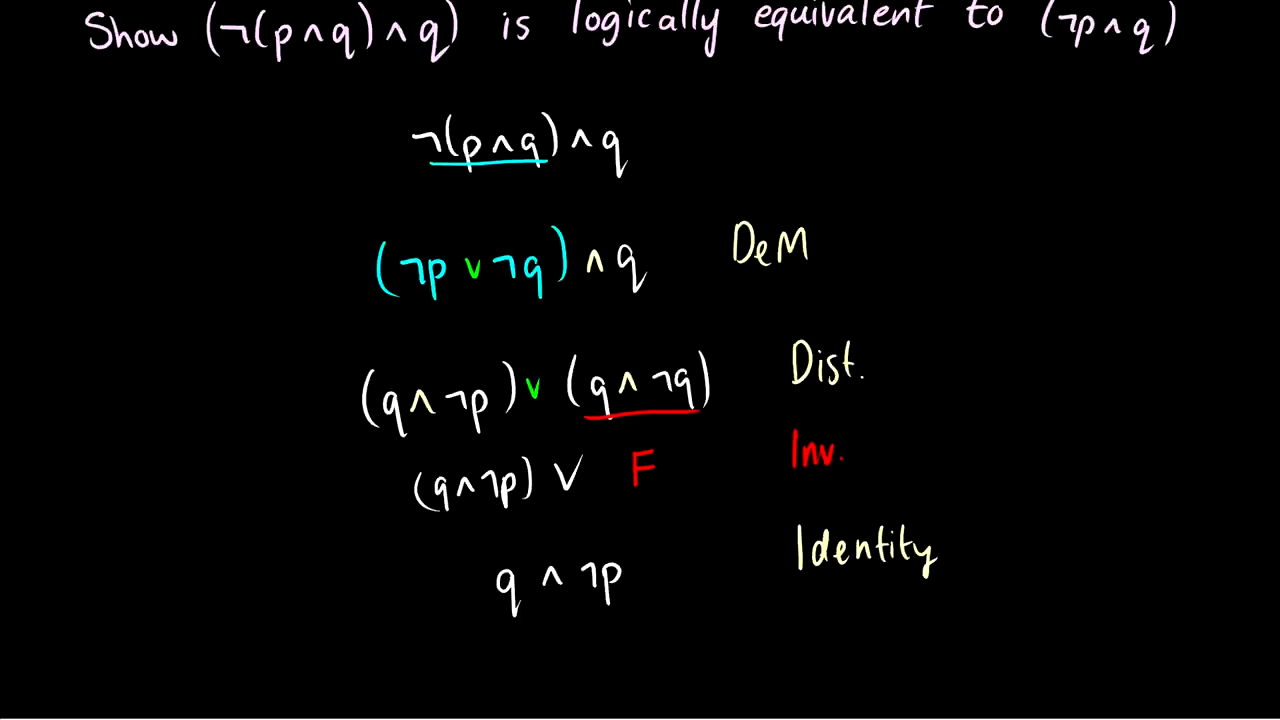 Show (¬(p∧q)∧q) is logically equivalent to (¬p∧q)
¬(p∧q)∧q
(¬p∨¬q)∧q DeM
(q∧¬p)∨(q∧¬q) Dist.
(q∧¬p)∨ F Inv.
q∧¬p Identity